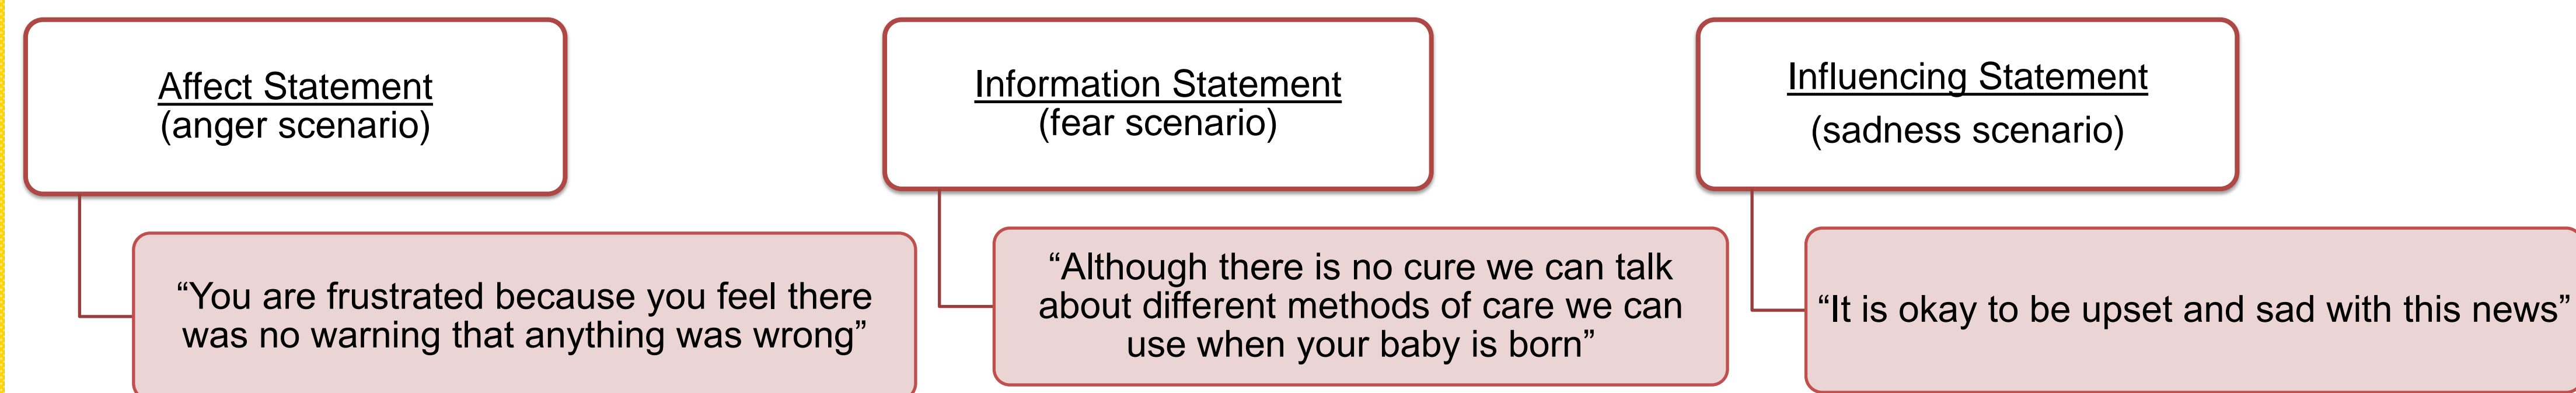 Affect Statement
(anger scenario)
“You are frustrated because you feel there
was no warning that anything was wrong”
Information Statement
(fear scenario)
“Although there is no cure we can talk
about different methods of care we can
use when your baby is born”
Influencing Statement
(sadness scenario)
“It is okay to be upset and sad with this news”